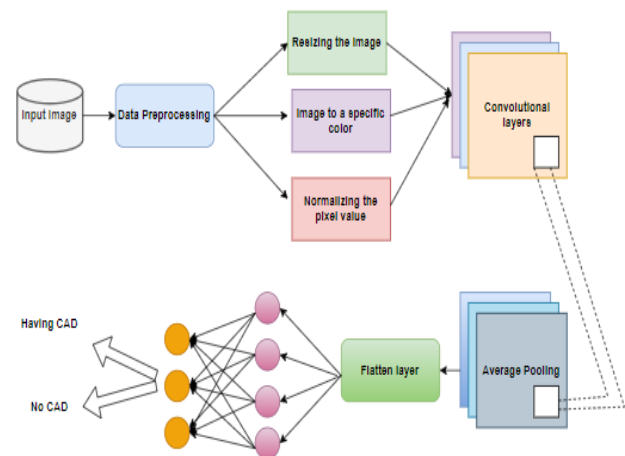 Input Image
Data Preprocessing
Resizing the image
Image to a specific
color
Normalizing the
pixel value
Convolutional
layers
Average Pooling
Flatten layer
Having CAD
No CAD